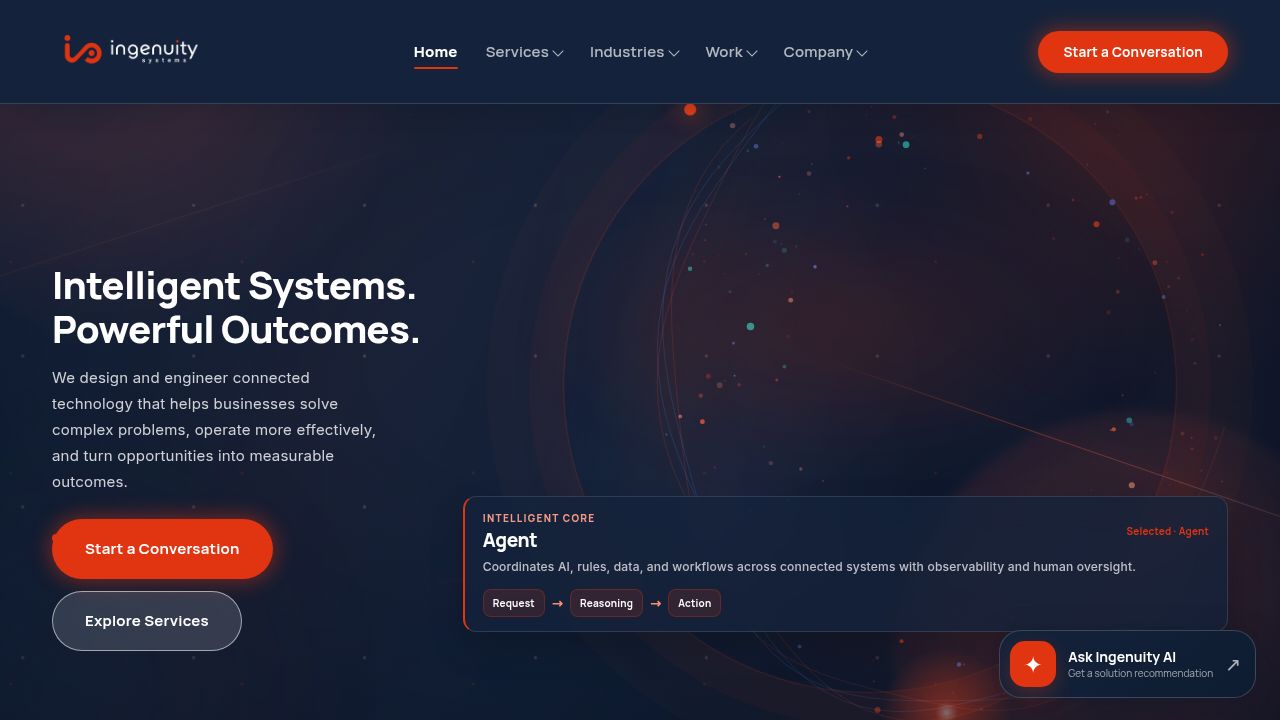 ingenuity
systems
Home
Services
Industries
Work
Company
Start a Conversation
Intelligent Systems.
Powerful Outcomes.
We design and engineer connected
technology that helps businesses solve
complex problems, operate more effectively,
and turn opportunities into measurable
outcomes.
Start a Conversation
Explore Services
INTELLIGENT CORE
Agent
Selected · Agent
Coordinates AI, rules, data, and workflows across connected systems with observability and human oversight.
Request → Reasoning → Action
Ask Ingenuity AI
Get a solution recommendation